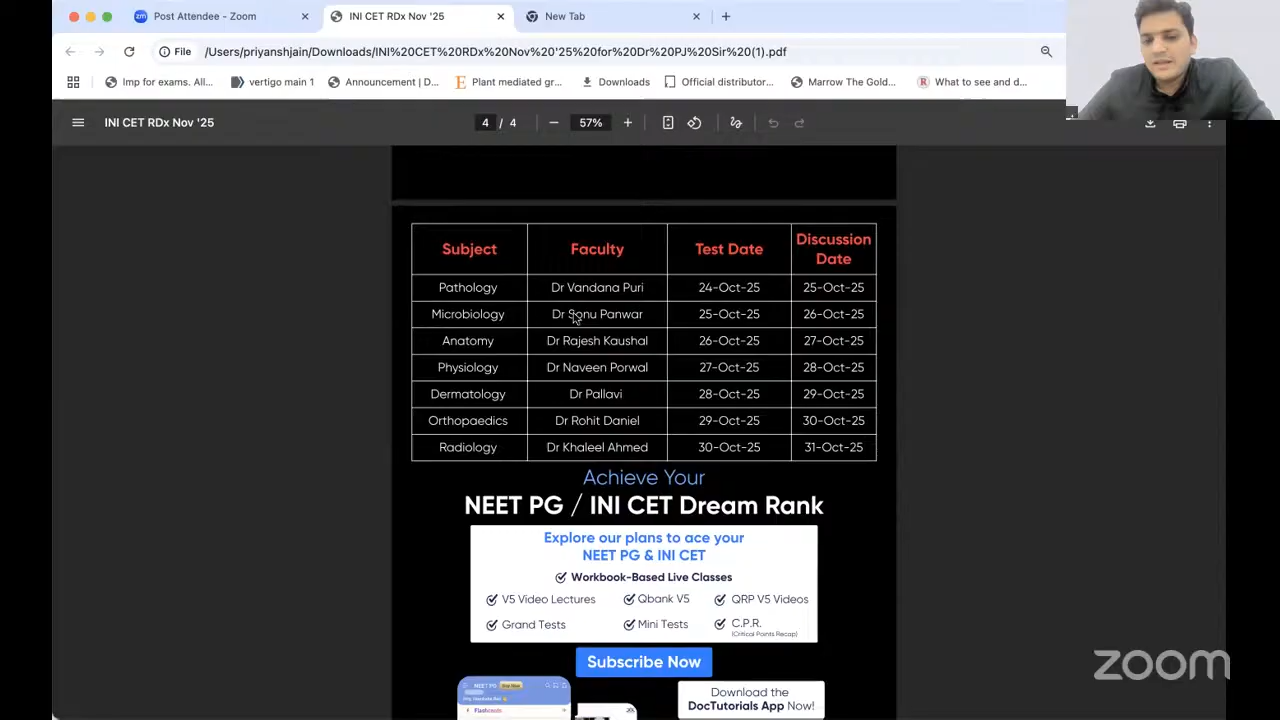 Post Attendee - Zoom
INI CET RDx Nov '25
New Tab
File
/Users/priyanshjain/Downloads/INI%20CET%20RDx%20Nov%20'25%20for%20Dr%20PJ%20Sir%20(1).pdf
Imp for exams. All...
vertigo main 1
Announcement | D...
Plant mediated gr...
Downloads
Official distributor...
Marrow The Gold...
What to see and d...
INI CET RDx Nov '25
4 / 4
57%
Subject Faculty Test Date Discussion Date
Pathology Dr Vandana Puri 24-Oct-25 25-Oct-25
Microbiology Dr Sonu Panwar 25-Oct-25 26-Oct-25
Anatomy Dr Rajesh Kaushal 26-Oct-25 27-Oct-25
Physiology Dr Naveen Porwal 27-Oct-25 28-Oct-25
Dermatology Dr Pallavi 28-Oct-25 29-Oct-25
Orthopaedics Dr Rohit Daniel 29-Oct-25 30-Oct-25
Radiology Dr Khaleel Ahmed 30-Oct-25 31-Oct-25
Achieve Your
NEET PG / INI CET Dream Rank
Explore our plans to ace your
NEET PG & INI CET
Workbook-Based Live Classes
V5 Video Lectures Qbank V5 QRP V5 Videos
Grand Tests Mini Tests C.P.R.
(Critical Points Recap)
Subscribe Now
NEET PG Buy Now
Flashcards
Download the
DocTutorials App Now!
zoom